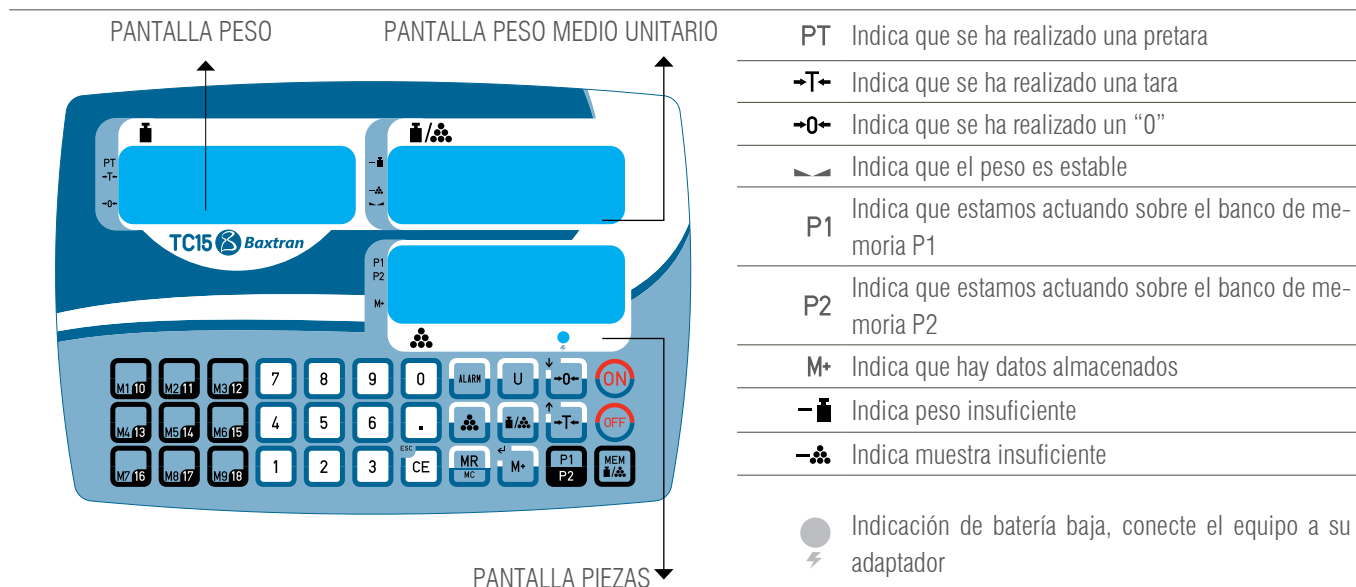 PANTALLA PESO
PANTALLA PESO MEDIO UNITARIO
PT
→T←
→0←
TC15 Baxtran
P1
P2
M+
M1 10 M2 11 M3 12 7 8 9 0 ALARM U →0← ON
M4 13 M5 14 M6 15 4 5 6 . →T← OFF
ESC
M7 16 M8 17 M9 18 1 2 3 CE MR M+ P1 MEM
MC P2
PANTALLA PIEZAS
PT Indica que se ha realizado una pretara
→T← Indica que se ha realizado una tara
→0← Indica que se ha realizado un “0”
Indica que el peso es estable
P1 Indica que estamos actuando sobre el banco de me-
moria P1
P2 Indica que estamos actuando sobre el banco de me-
moria P2
M+ Indica que hay datos almacenados
Indica peso insuficiente
Indica muestra insuficiente
Indicación de batería baja, conecte el equipo a su
adaptador